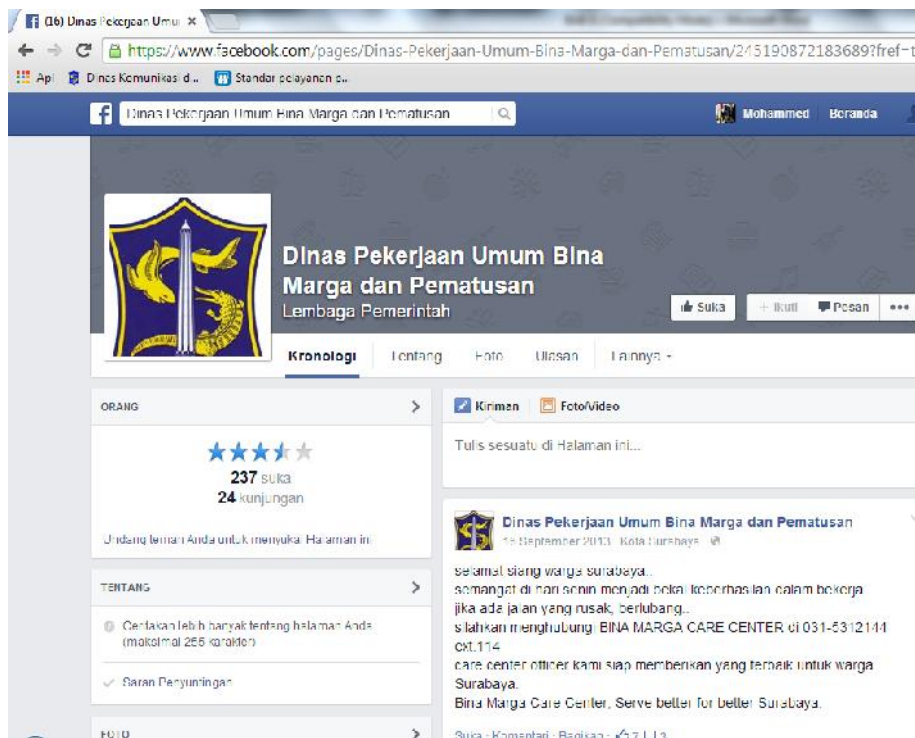 (16) Dinas Pekerjaan Umu
https://www.facebook.com/pages/Dinas-Pekerjaan-Umum-Bina-Marga-dan-Pematusan/245190872183689?fref=t
Api Dinas Komunikasi d... Standar pelayanan p...
Dinas Pekerjaan Umum Bina Marga dan Pematusan
Mohammed Beranda
Dinas Pekerjaan Umum Bina
Marga dan Pematusan
Lembaga Pemerintah
Suka + Ikuti Pesan •••
Kronologi Tentang Foto Ulasan Lainnya
ORANG
237 suka
24 kunjungan
Undang teman Anda untuk menyukai Halaman ini
TENTANG
Ceritakan lebih banyak tentang halaman Anda
(maksimal 255 karakter)
Saran Penyuntingan
FOTO
Kiriman Foto/Video
Tulis sesuatu di Halaman ini...
Dinas Pekerjaan Umum Bina Marga dan Pematusan
September 2013 Kota Surabaya
selamat siang warga surabaya..
semangat di hari senin menjadi bekal keberhasilan dalam bekerja
jika ada jalan yang rusak, berlubang..
silahkan menghubungi BINA MARGA CARE CENTER di 031-5312144
ext.114
care center officer kami siap memberikan yang terbaik untuk warga
Surabaya.
Bina Marga Care Center, Serve better for better Surabaya.
Suka · Komentari · Bagikan · 7 3